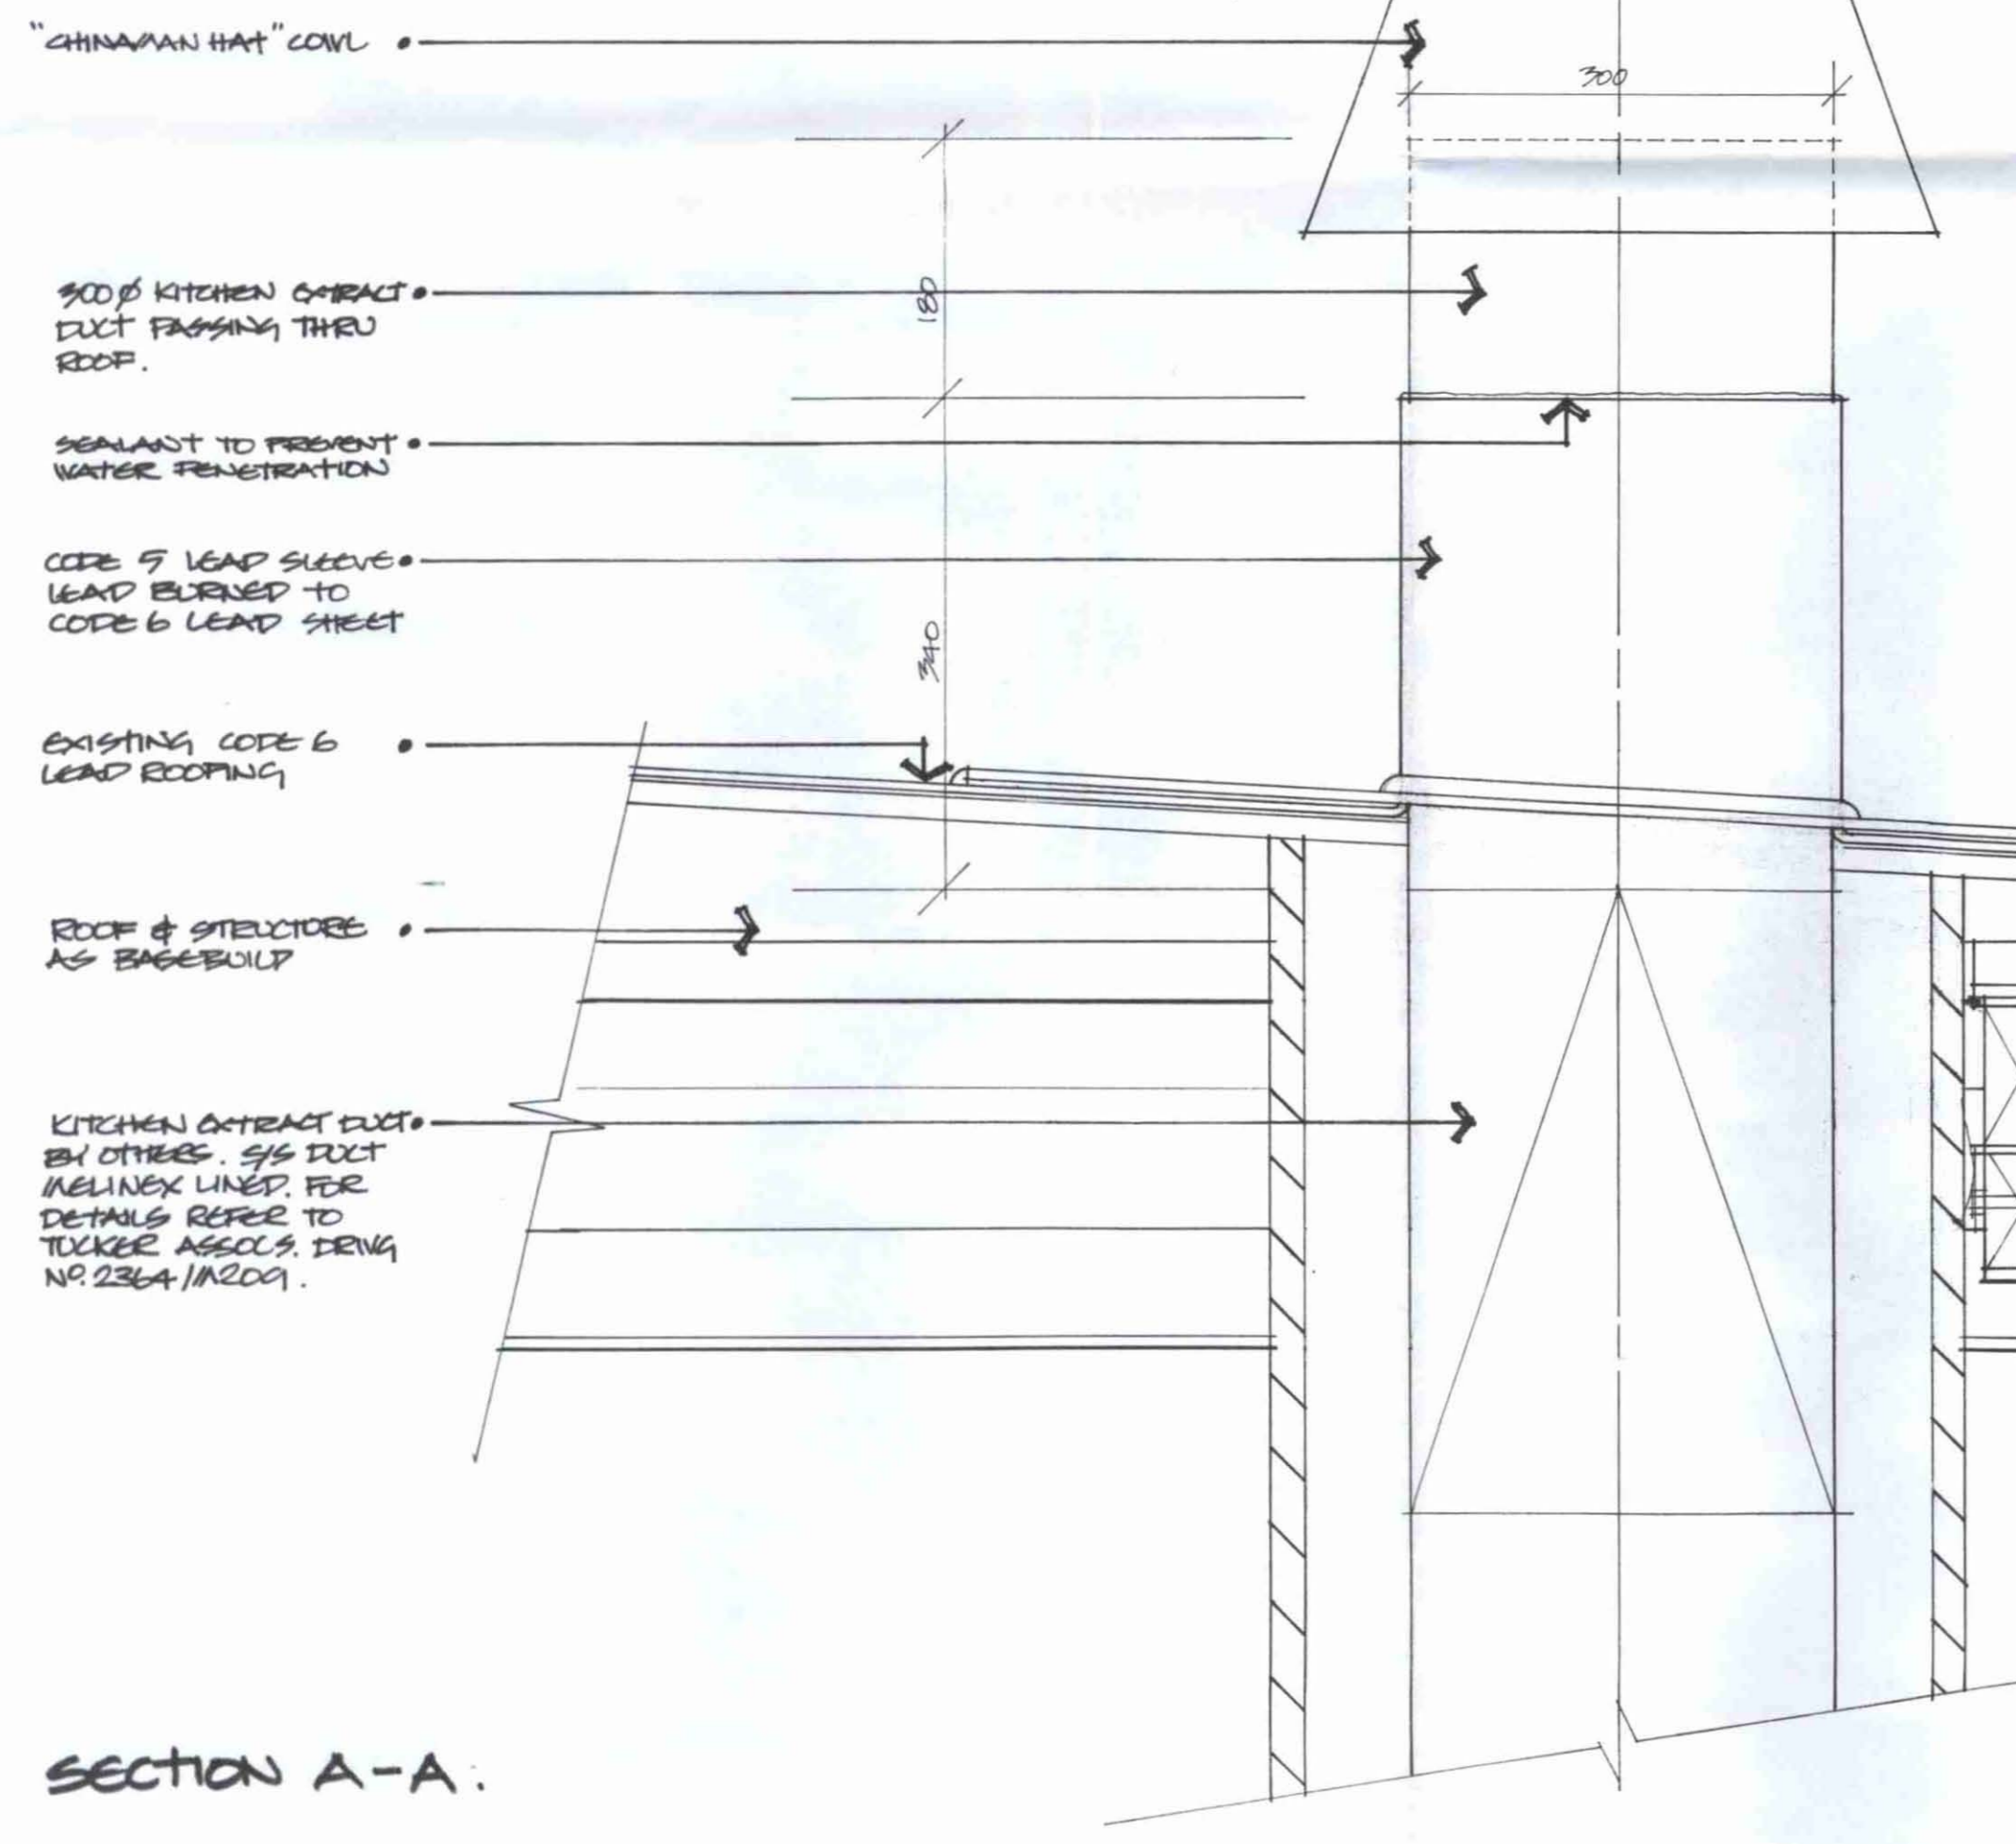 "CHINAMAN HAT" COWL
300
300Ø KITCHEN EXTRACT
DUCT PASSING THRU
ROOF.
180
SEALANT TO PREVENT
WATER PENETRATION
CODE 5 LEAD SLEEVE
LEAD BURNED TO
CODE 6 LEAD SHEET
340
EXISTING CODE 6
LEAD ROOFING
ROOF & STRUCTURE
AS BASEBUILD
KITCHEN EXTRACT DUCT
BY OTHERS. S/S DUCT
MELINEX LINED. FOR
DETAILS REFER TO
TUCKER ASSOCS. DRWG
Nº. 2364/M209.
SECTION A-A.